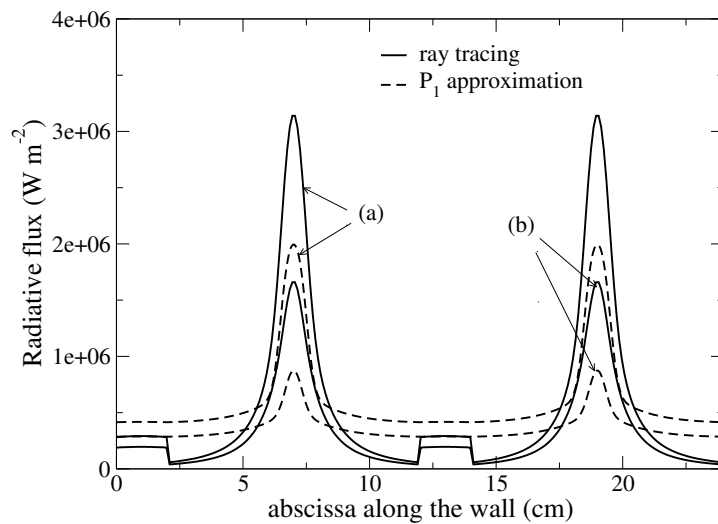 4e+06
3e+06
2e+06
1e+06
0
Radiative flux (W m⁻²)
ray tracing
P₁ approximation
(a)
(b)
0 5 10 15 20
abscissa along the wall (cm)